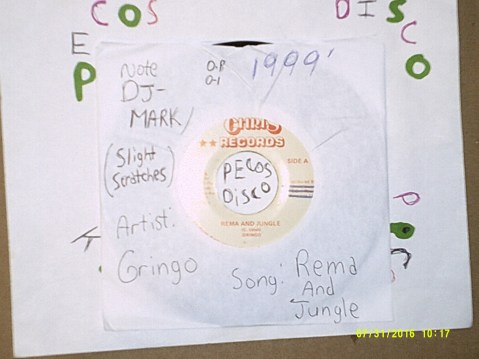 COS
DISCO
E
P
Note
DJ-
MARK
(Slight
Scratches)
1999'
CHRIS
RECORDS
SIDE A
PECOS
DISCO
REMA AND JUNGLE
GRINGO
Artist:
Gringo
Song: Rema
And
Jungle
07/31/2016 10:17